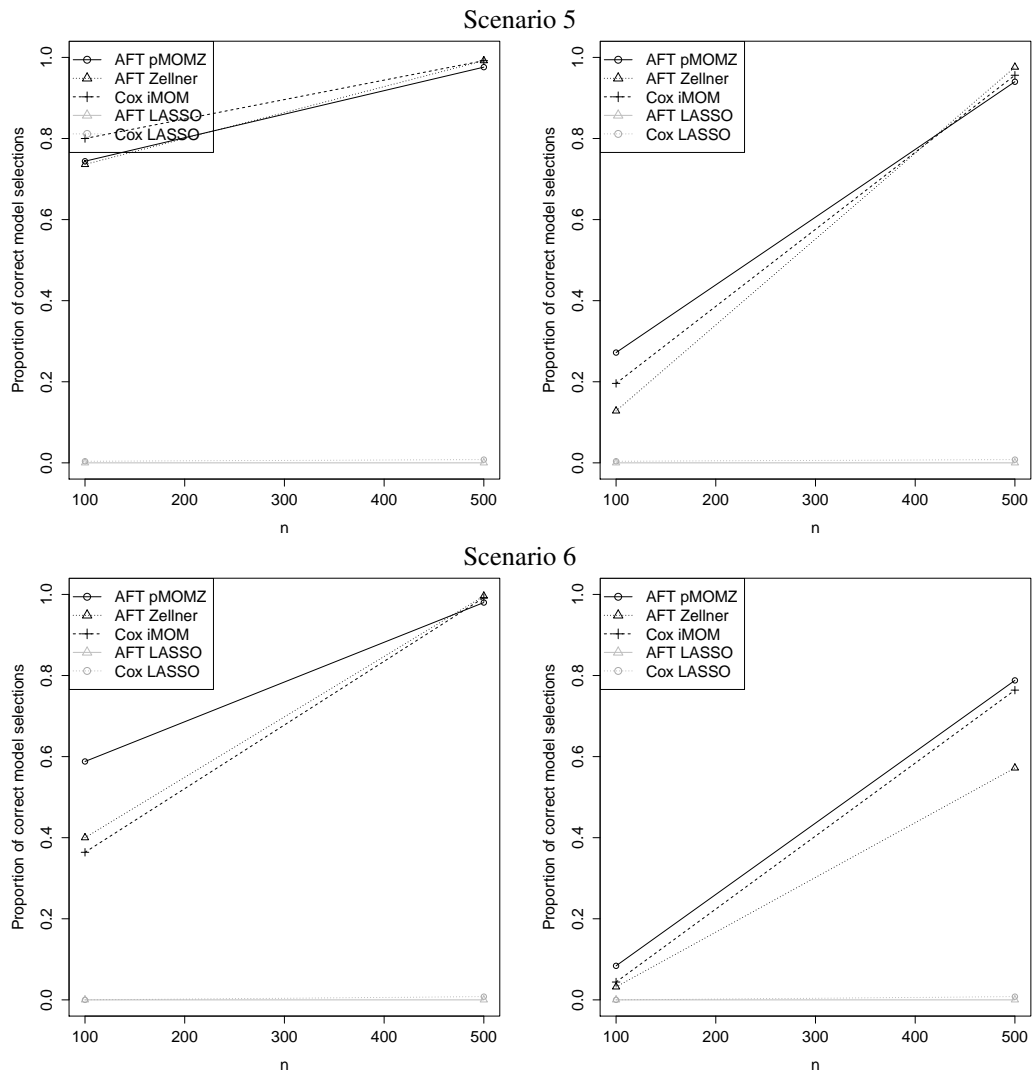 Scenario 5
Proportion of correct model selections
1.0
0.8
0.6
0.4
0.2
0.0
AFT pMOMZ
AFT Zellner
Cox iMOM
AFT LASSO
Cox LASSO
100 200 300 400 500
n
Proportion of correct model selections
1.0
0.8
0.6
0.4
0.2
0.0
AFT pMOMZ
AFT Zellner
Cox iMOM
AFT LASSO
Cox LASSO
100 200 300 400 500
n
Scenario 6
Proportion of correct model selections
1.0
0.8
0.6
0.4
0.2
0.0
AFT pMOMZ
AFT Zellner
Cox iMOM
AFT LASSO
Cox LASSO
100 200 300 400 500
n
Proportion of correct model selections
1.0
0.8
0.6
0.4
0.2
0.0
AFT pMOMZ
AFT Zellner
Cox iMOM
AFT LASSO
Cox LASSO
100 200 300 400 500
n